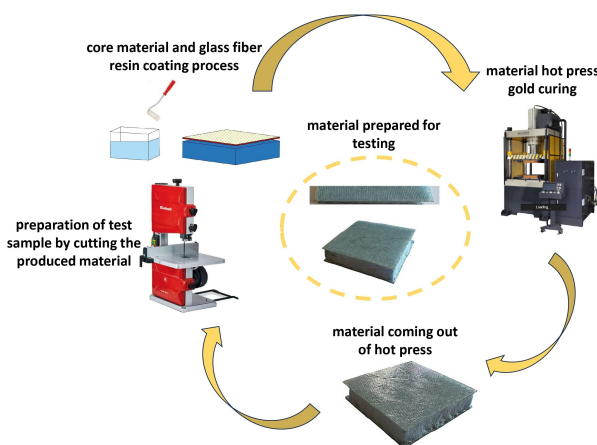 core material and glass fiber
resin coating process
material hot press
gold curing
material prepared for
testing
Loading...
preparation of test
sample by cutting the
produced material
material coming out
of hot press